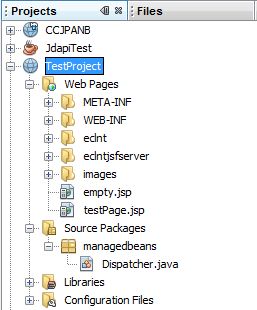 Projects
Files
CCJPANB
JdapiTest
TestProject
Web Pages
META-INF
WEB-INF
eclnt
eclntjsfserver
images
empty.jsp
testPage.jsp
Source Packages
managedbeans
Dispatcher.java
Libraries
Configuration Files